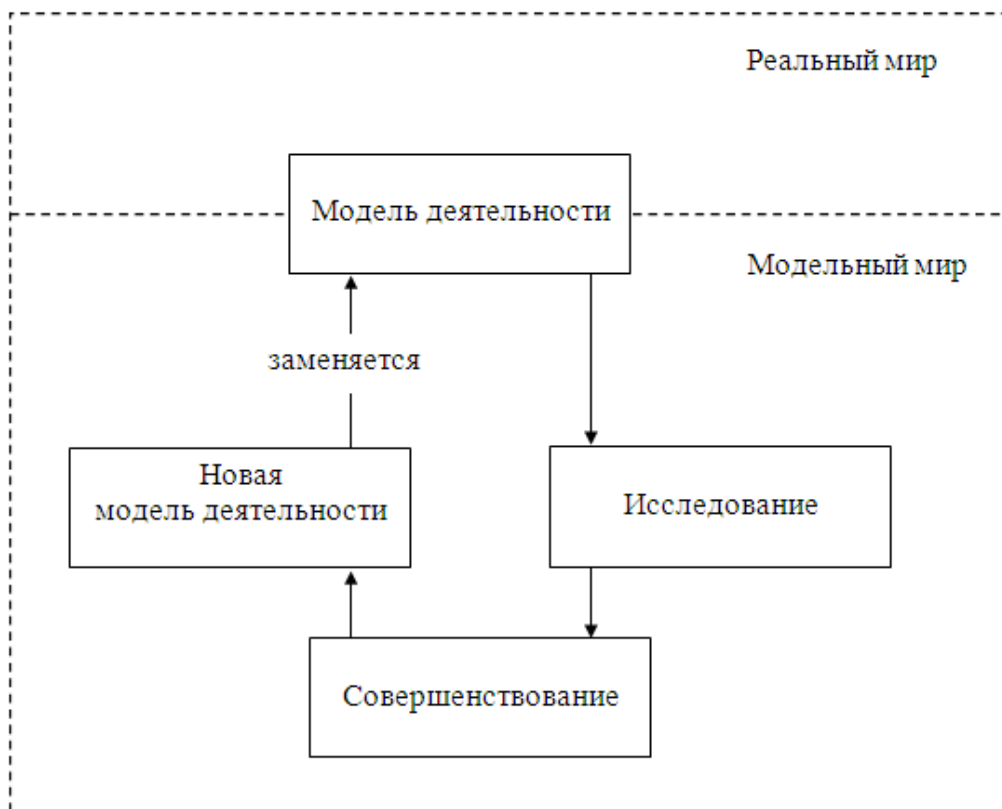 Реальный мир
Модель деятельности
Модельный мир
заменяется
Новая
модель деятельности
Исследование
Совершенствование